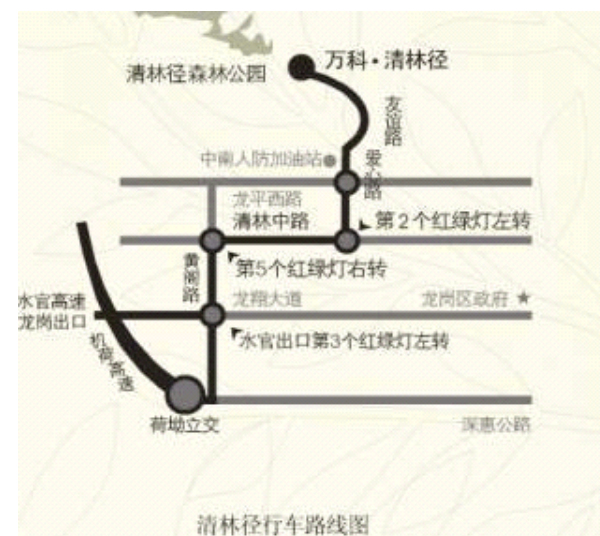 万科·清林径
清林径森林公园
友谊路
中南人防加油站
爱心路
龙平西路
清林中路
第2个红绿灯左转
黄阁路
第5个红绿灯右转
水官高速
龙岗出口
龙翔大道
龙岗区政府 ★
机荷高速
水官出口第3个红绿灯左转
荷坳立交
深惠公路
清林径行车路线图